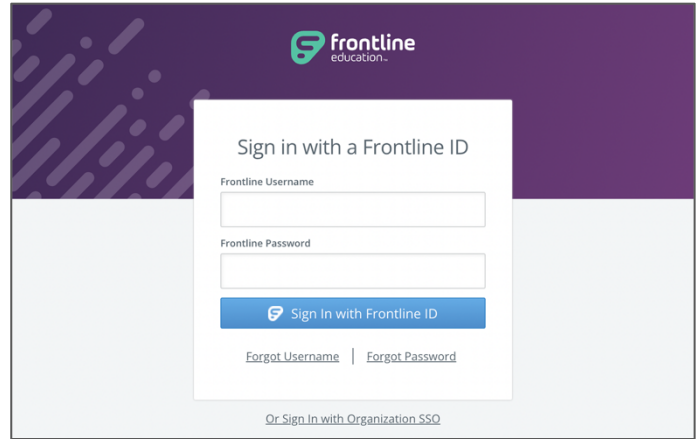 frontline
education™
Sign in with a Frontline ID
Frontline Username
Frontline Password
Sign In with Frontline ID
Forgot Username | Forgot Password
Or Sign In with Organization SSO